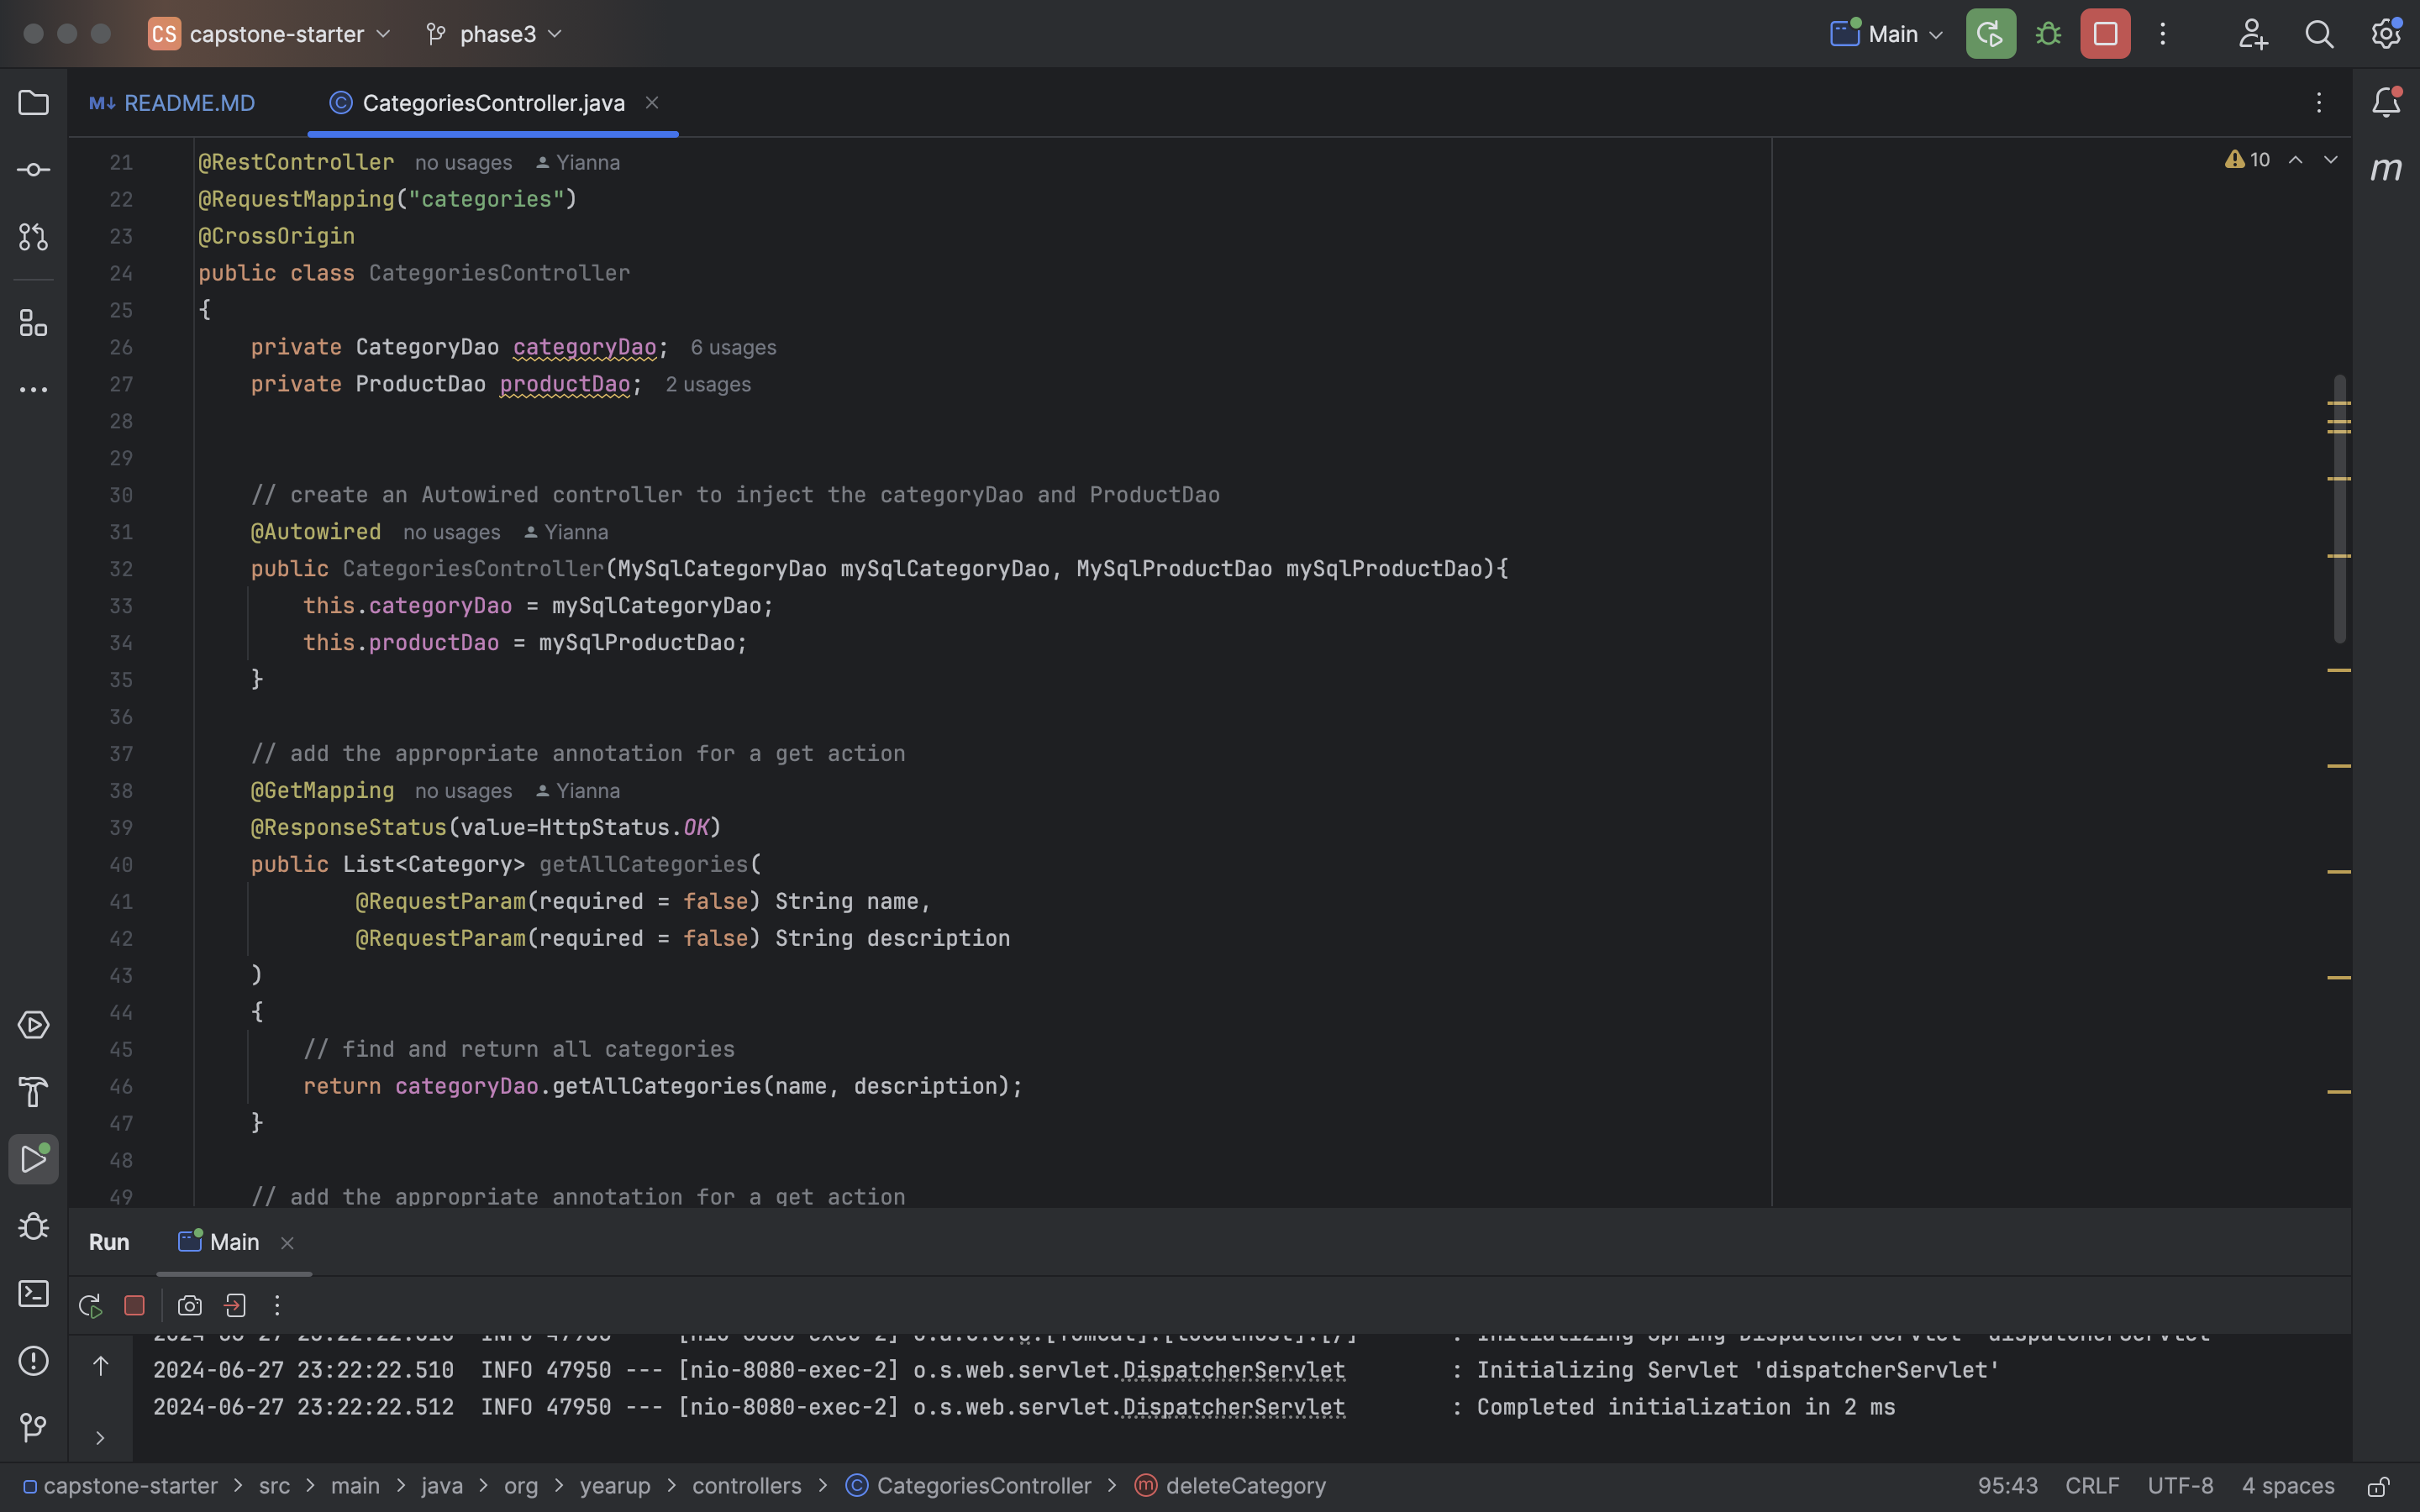 CS capstone-starter phase3 Main
M↓ README.MD CategoriesController.java
10
m
21 @RestController no usages Yianna
22 @RequestMapping("categories")
23 @CrossOrigin
24 public class CategoriesController
25 {
26 private CategoryDao categoryDao; 6 usages
27 private ProductDao productDao; 2 usages
28
29
30 // create an Autowired controller to inject the categoryDao and ProductDao
31 @Autowired no usages Yianna
32 public CategoriesController(MySqlCategoryDao mySqlCategoryDao, MySqlProductDao mySqlProductDao){
33 this.categoryDao = mySqlCategoryDao;
34 this.productDao = mySqlProductDao;
35 }
36
37 // add the appropriate annotation for a get action
38 @GetMapping no usages Yianna
39 @ResponseStatus(value=HttpStatus.OK)
40 public List<Category> getAllCategories(
41 @RequestParam(required = false) String name,
42 @RequestParam(required = false) String description
43 )
44 {
45 // find and return all categories
46 return categoryDao.getAllCategories(name, description);
47 }
48
49 // add the appropriate annotation for a get action
Run Main
[nio-8080-exec-2] : Initializing Spring DispatcherServlet 'dispatcherServlet'
2024-06-27 23:22:22.510 INFO 47950 --- [nio-8080-exec-2] o.s.web.servlet.DispatcherServlet : Initializing Servlet 'dispatcherServlet'
2024-06-27 23:22:22.512 INFO 47950 --- [nio-8080-exec-2] o.s.web.servlet.DispatcherServlet : Completed initialization in 2 ms
capstone-starter > src > main > java > org > yearup > controllers > CategoriesController > deleteCategory 95:43 CRLF UTF-8 4 spaces